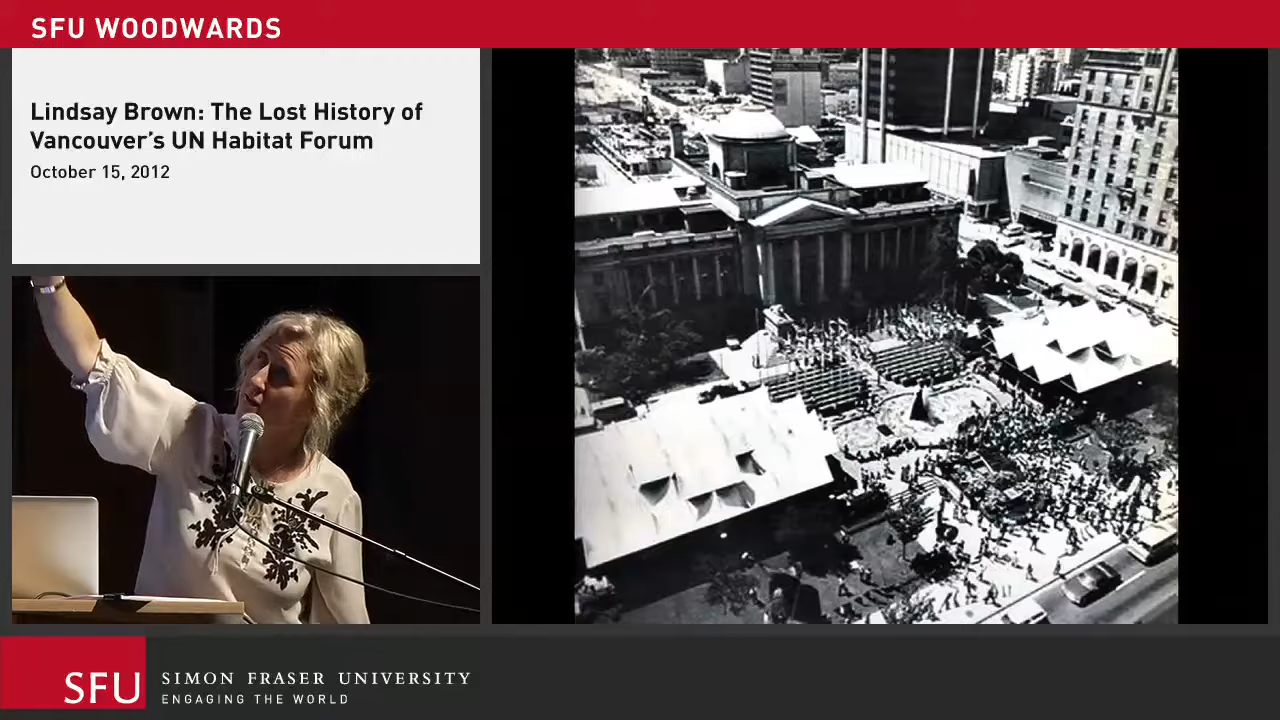 SFU WOODWARDS
Lindsay Brown: The Lost History of
Vancouver's UN Habitat Forum
October 15, 2012
SFU
SIMON FRASER UNIVERSITY
ENGAGING THE WORLD